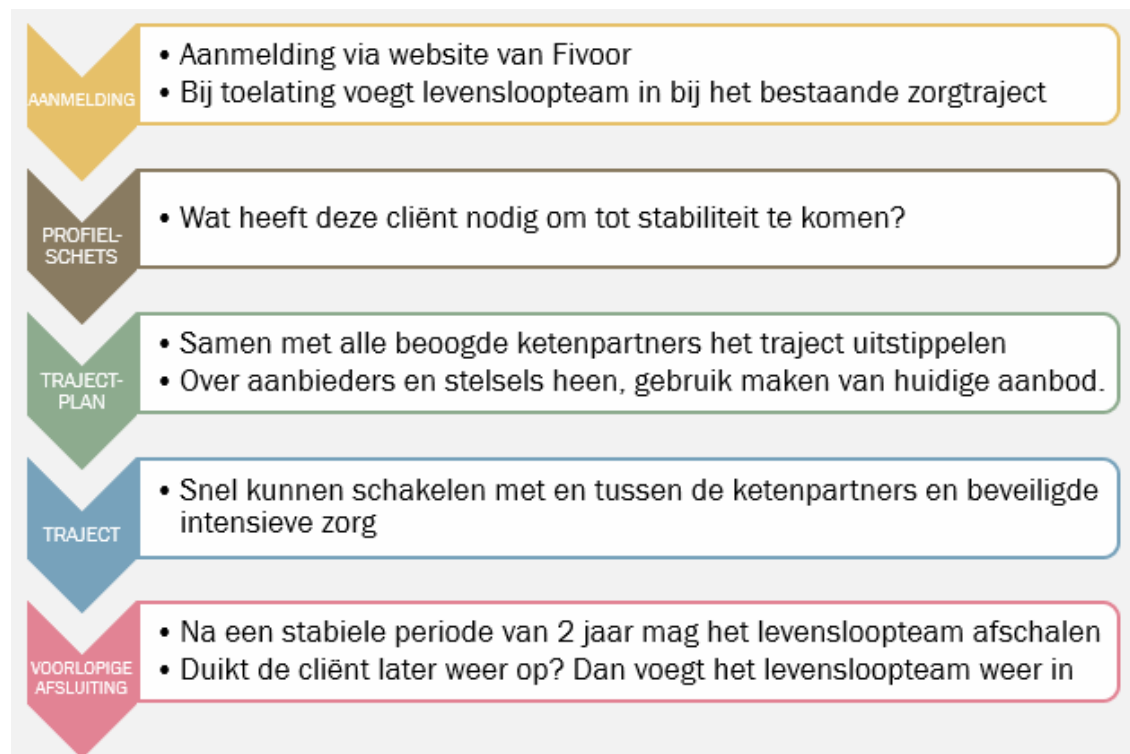 AANMELDING
• Aanmelding via website van Fivoor
• Bij toelating voegt levensloopteam in bij het bestaande zorgtraject
PROFIEL-
SCHETS
• Wat heeft deze cliënt nodig om tot stabiliteit te komen?
TRAJECT-
PLAN
• Samen met alle beoogde ketenpartners het traject uitstippelen
• Over aanbieders en stelsels heen, gebruik maken van huidige aanbod.
TRAJECT
• Snel kunnen schakelen met en tussen de ketenpartners en beveiligde
intensieve zorg
VOORLOPIGE
AFSLUITING
• Na een stabiele periode van 2 jaar mag het levensloopteam afschalen
• Duikt de cliënt later weer op? Dan voegt het levensloopteam weer in